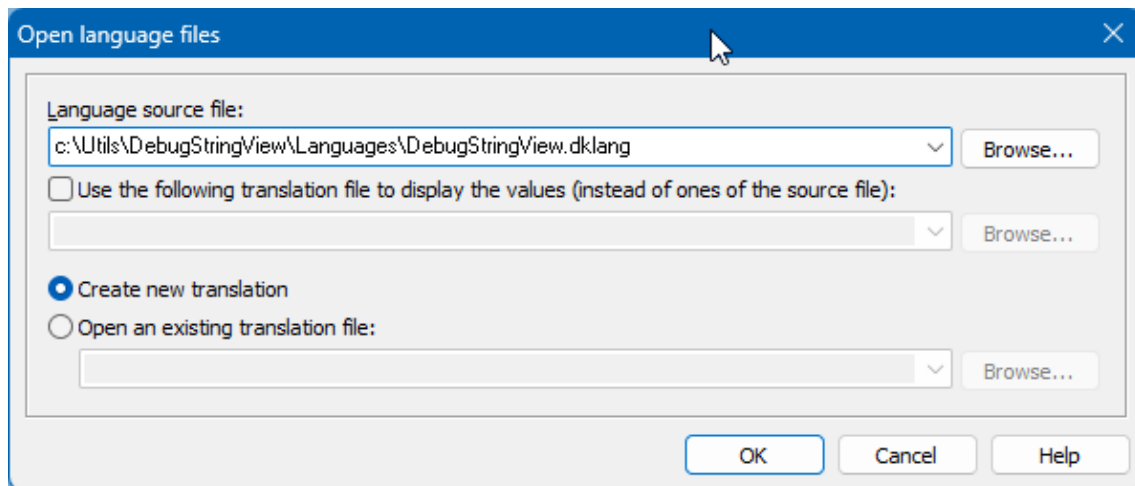 Open language files
Language source file:
c:\Utils\DebugStringView\Languages\DebugStringView.dklang
Browse...
Use the following translation file to display the values (instead of ones of the source file):
Browse...
Create new translation
Open an existing translation file:
Browse...
OK Cancel Help